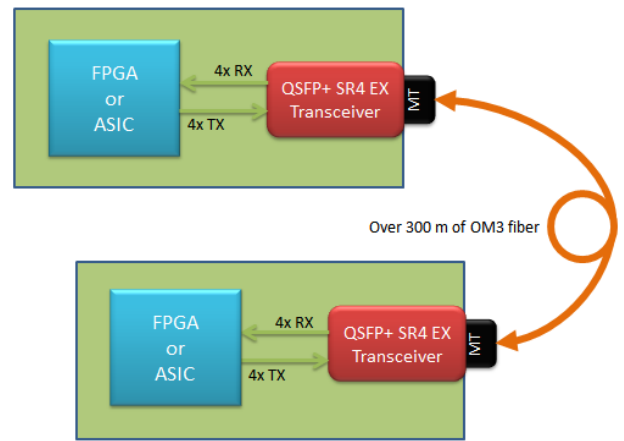 FPGA
or
ASIC
4x RX
4x TX
QSFP+ SR4 EX
Transceiver
MT
Over 300 m of OM3 fiber
FPGA
or
ASIC
4x RX
4x TX
QSFP+ SR4 EX
Transceiver
MT